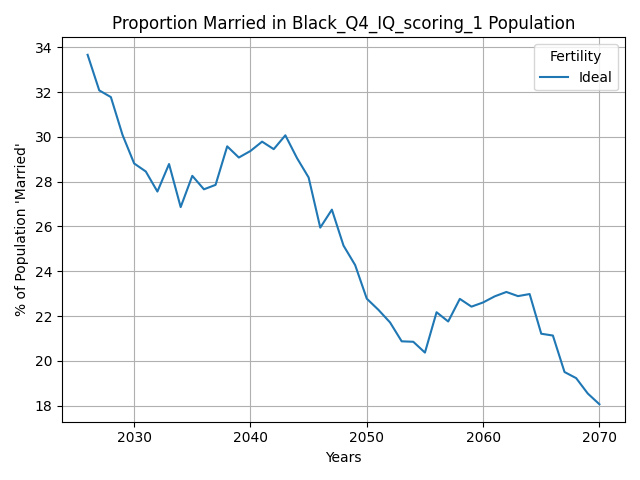 Proportion Married in Black_Q4_IQ_scoring_1 Population
Fertility
Ideal
% of Population 'Married'
34
32
30
28
26
24
22
20
18
2030
2040
2050
2060
2070
Years